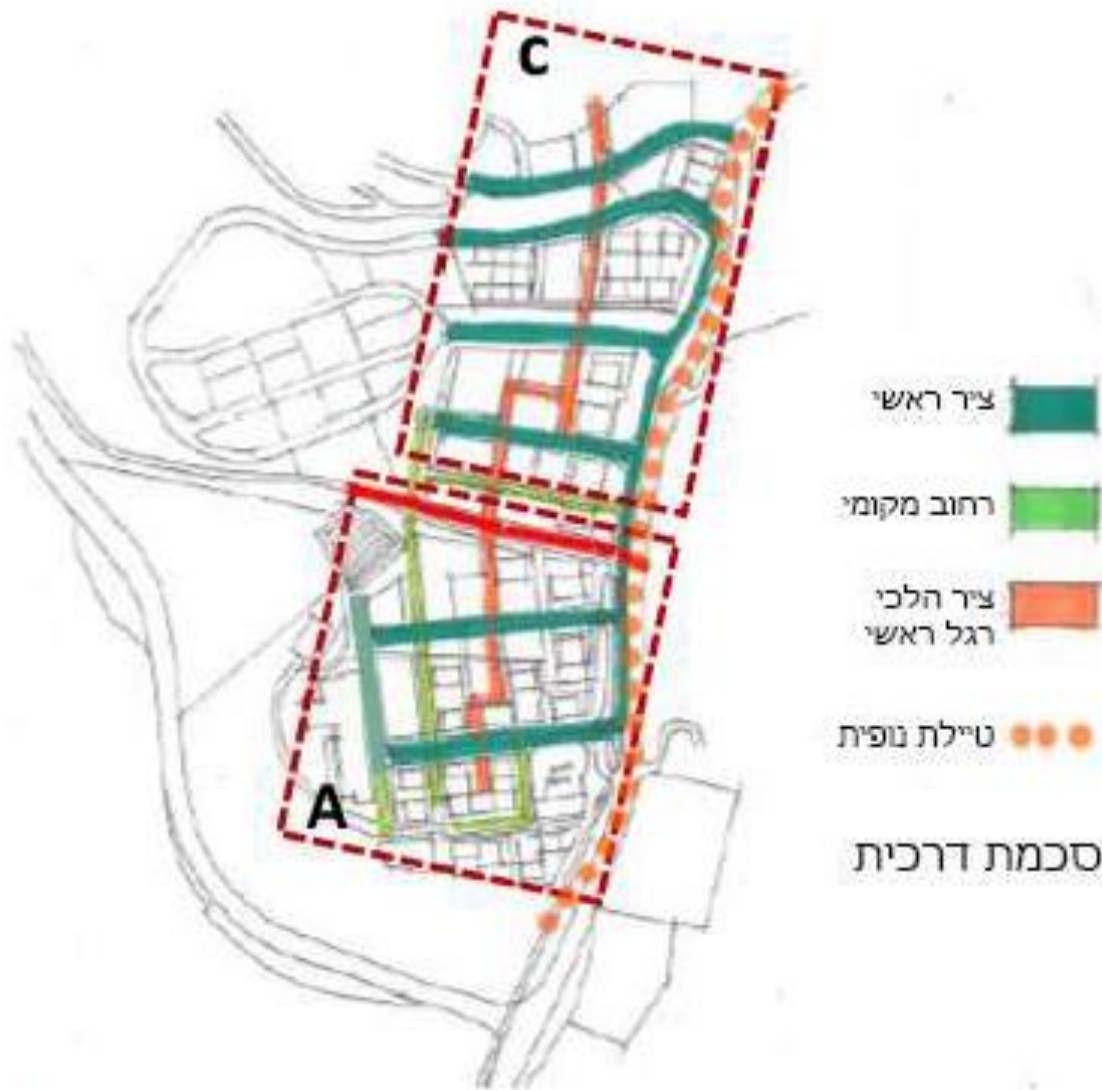 C
ציר ראשי
רחוב מקומי
ציר הלכי
רגל ראשי
טיילת נופית
A
סכמת דרכית